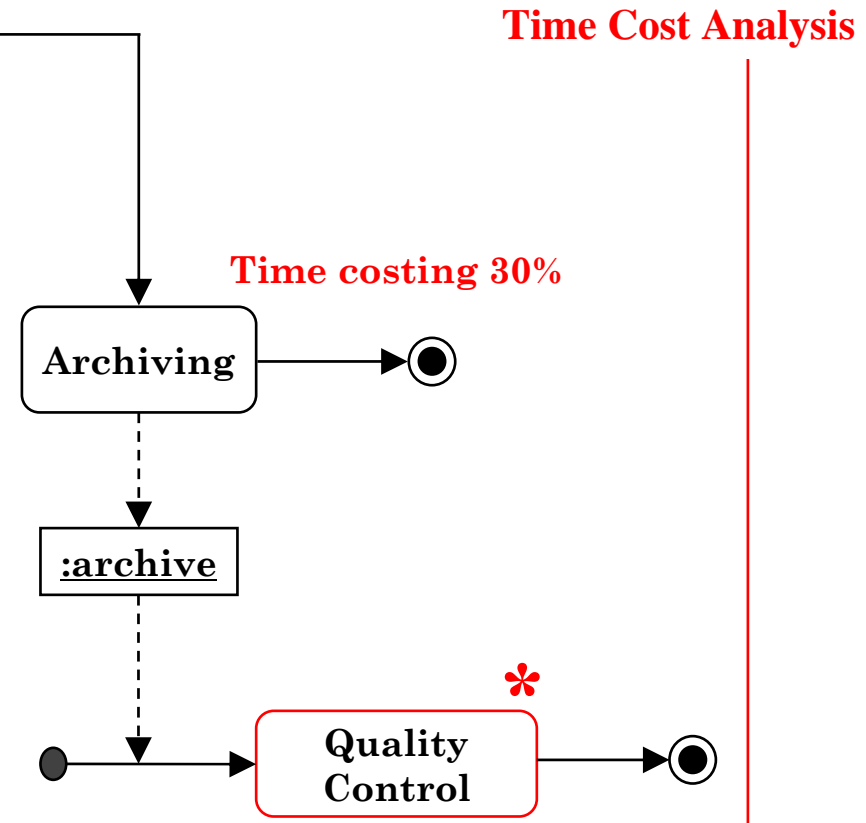 Time Cost Analysis
Time costing 30%
Archiving
:archive
*
Quality
Control